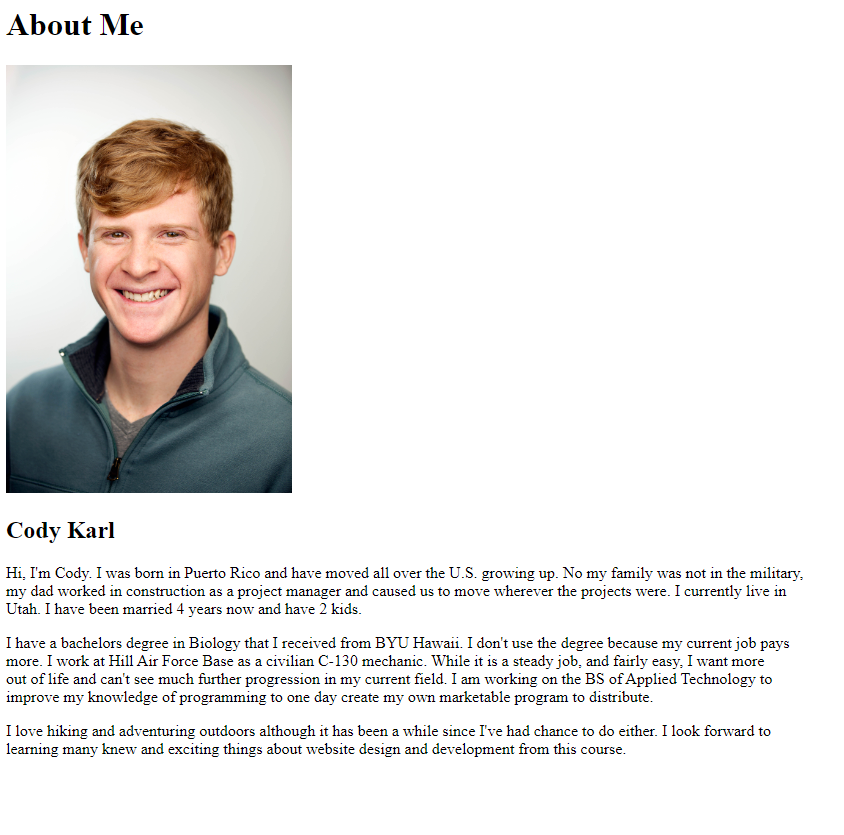 About Me
Cody Karl
Hi, I'm Cody. I was born in Puerto Rico and have moved all over the U.S. growing up. No my family was not in the military,
my dad worked in construction as a project manager and caused us to move wherever the projects were. I currently live in
Utah. I have been married 4 years now and have 2 kids.
I have a bachelors degree in Biology that I received from BYU Hawaii. I don't use the degree because my current job pays
more. I work at Hill Air Force Base as a civilian C-130 mechanic. While it is a steady job, and fairly easy, I want more
out of life and can't see much further progression in my current field. I am working on the BS of Applied Technology to
improve my knowledge of programming to one day create my own marketable program to distribute.
I love hiking and adventuring outdoors although it has been a while since I've had chance to do either. I look forward to
learning many knew and exciting things about website design and development from this course.